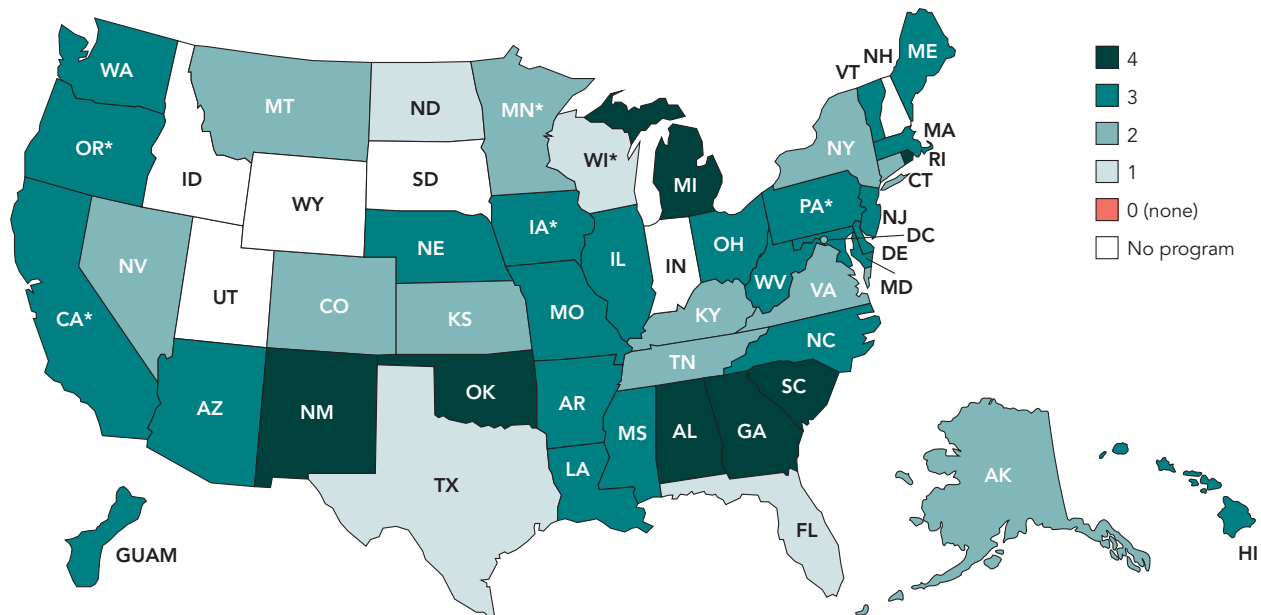 WA
OR*
CA*
NV
ID
MT
WY
UT
AZ
CO
NM
ND
SD
NE
KS
OK
TX
MN*
IA*
MO
AR
LA
WI*
IL
MI
IN
OH
KY
TN
MS
AL
GA
FL
SC
NC
VA
WV
PA*
NY
VT
NH
ME
MA
RI
CT
NJ
DC
DE
MD
AK
HI
GUAM
4
3
2
1
0 (none)
No program